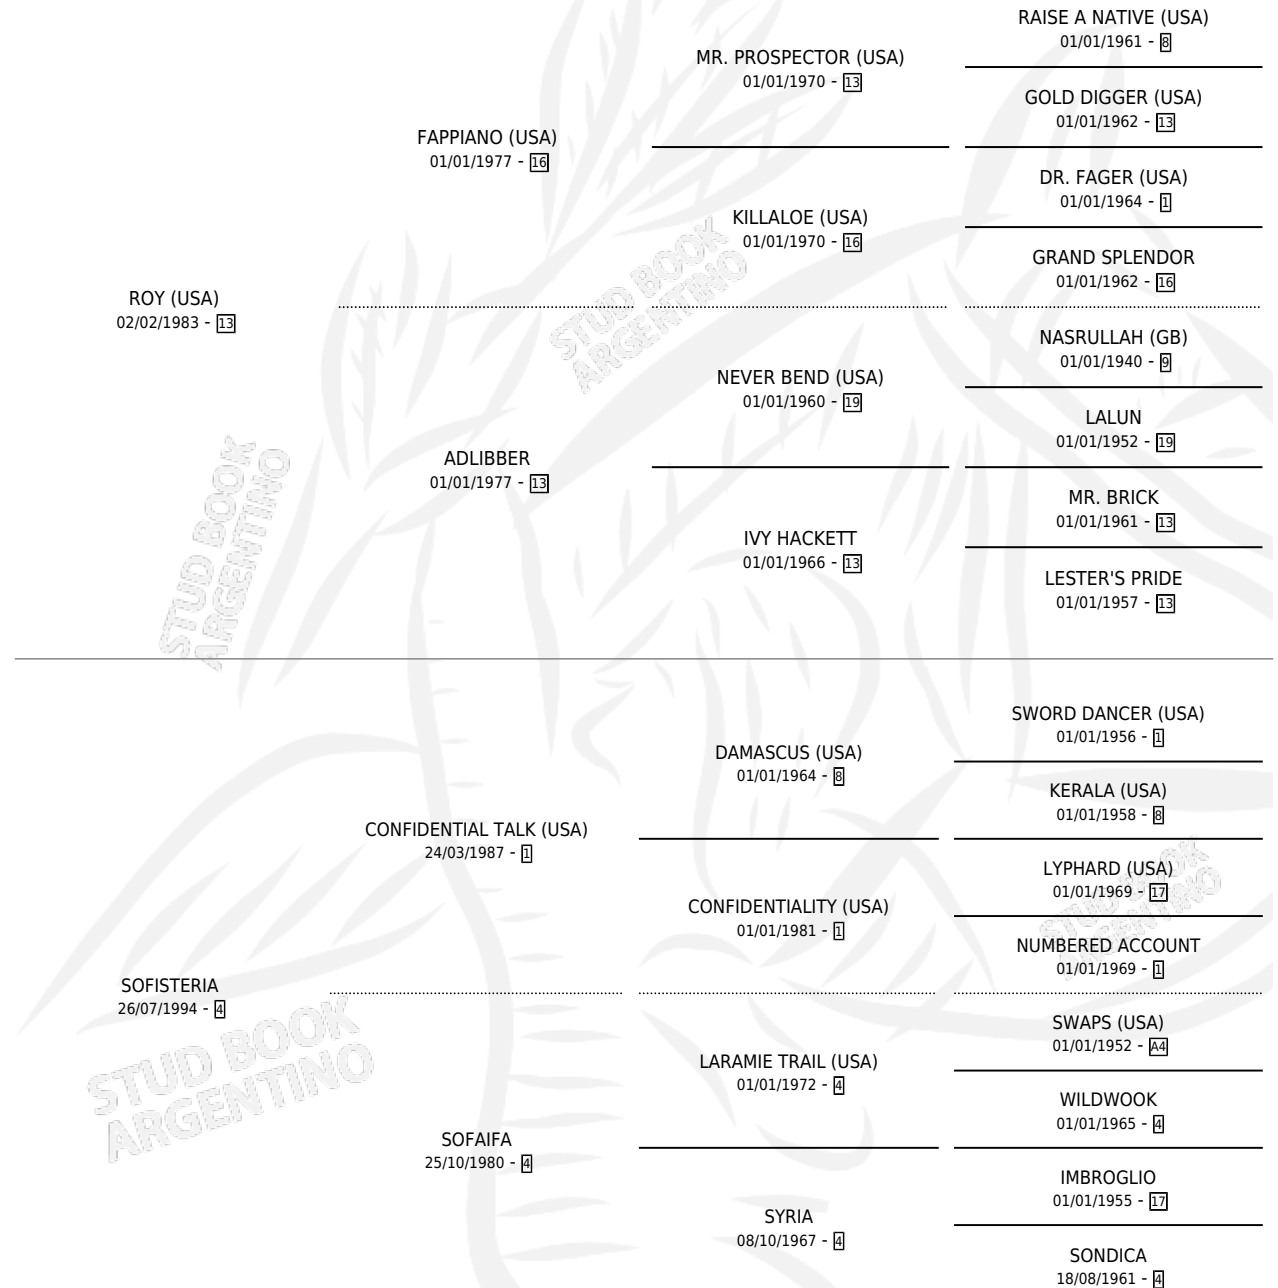 RAISE A NATIVE (USA)
01/01/1961 - 8
MR. PROSPECTOR (USA)
01/01/1970 - 13
GOLD DIGGER (USA)
01/01/1962 - 13
FAPPIANO (USA)
01/01/1977 - 16
DR. FAGER (USA)
01/01/1964 - 1
KILLALOE (USA)
01/01/1970 - 16
GRAND SPLENDOR
01/01/1962 - 16
ROY (USA)
02/02/1983 - 13
STUD BOOK
ARGENTINO
NASRULLAH (GB)
01/01/1940 - 9
NEVER BEND (USA)
01/01/1960 - 19
LALUN
01/01/1952 - 19
ADLIBBER
01/01/1977 - 13
MR. BRICK
01/01/1961 - 13
IVY HACKETT
01/01/1966 - 13
LESTER'S PRIDE
01/01/1957 - 13
STUD BOOK
ARGENTINO
SWORD DANCER (USA)
01/01/1956 - 1
DAMASCUS (USA)
01/01/1964 - 8
KERALA (USA)
01/01/1958 - 8
CONFIDENTIAL TALK (USA)
24/03/1987 - 1
LYPHARD (USA)
01/01/1969 - 17
CONFIDENTIALITY (USA)
01/01/1981 - 1
STUD BOOK
ARGENTINO
NUMBERED ACCOUNT
01/01/1969 - 1
SOFISTERIA
26/07/1994 - 4
STUD BOOK
ARGENTINO
SWAPS (USA)
01/01/1952 - A4
LARAMIE TRAIL (USA)
01/01/1972 - 4
WILDWOOK
01/01/1965 - 4
SOFAIFA
25/10/1980 - 4
IMBROGLIO
01/01/1955 - 17
SYRIA
08/10/1967 - 4
SONDICA
18/08/1961 - 4